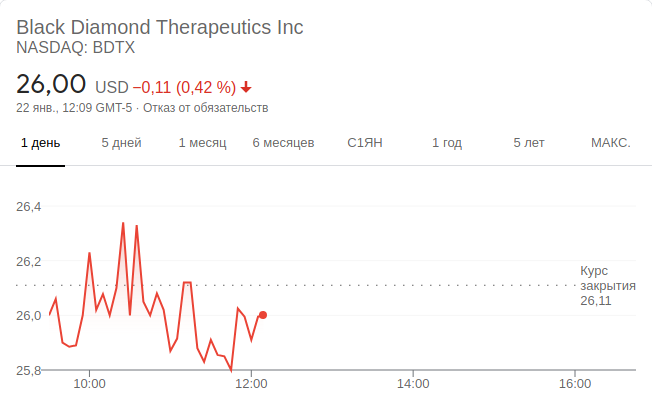 Black Diamond Therapeutics Inc
NASDAQ: BDTX
26,00 USD −0,11 (0,42 %)
22 янв., 12:09 GMT-5 · Отказ от обязательств
1 день 5 дней 1 месяц 6 месяцев С1ЯН 1 год 5 лет МАКС.
26,4
26,2
Курс
закрытия
26,11
26,0
25,8
10:00 12:00 14:00 16:00